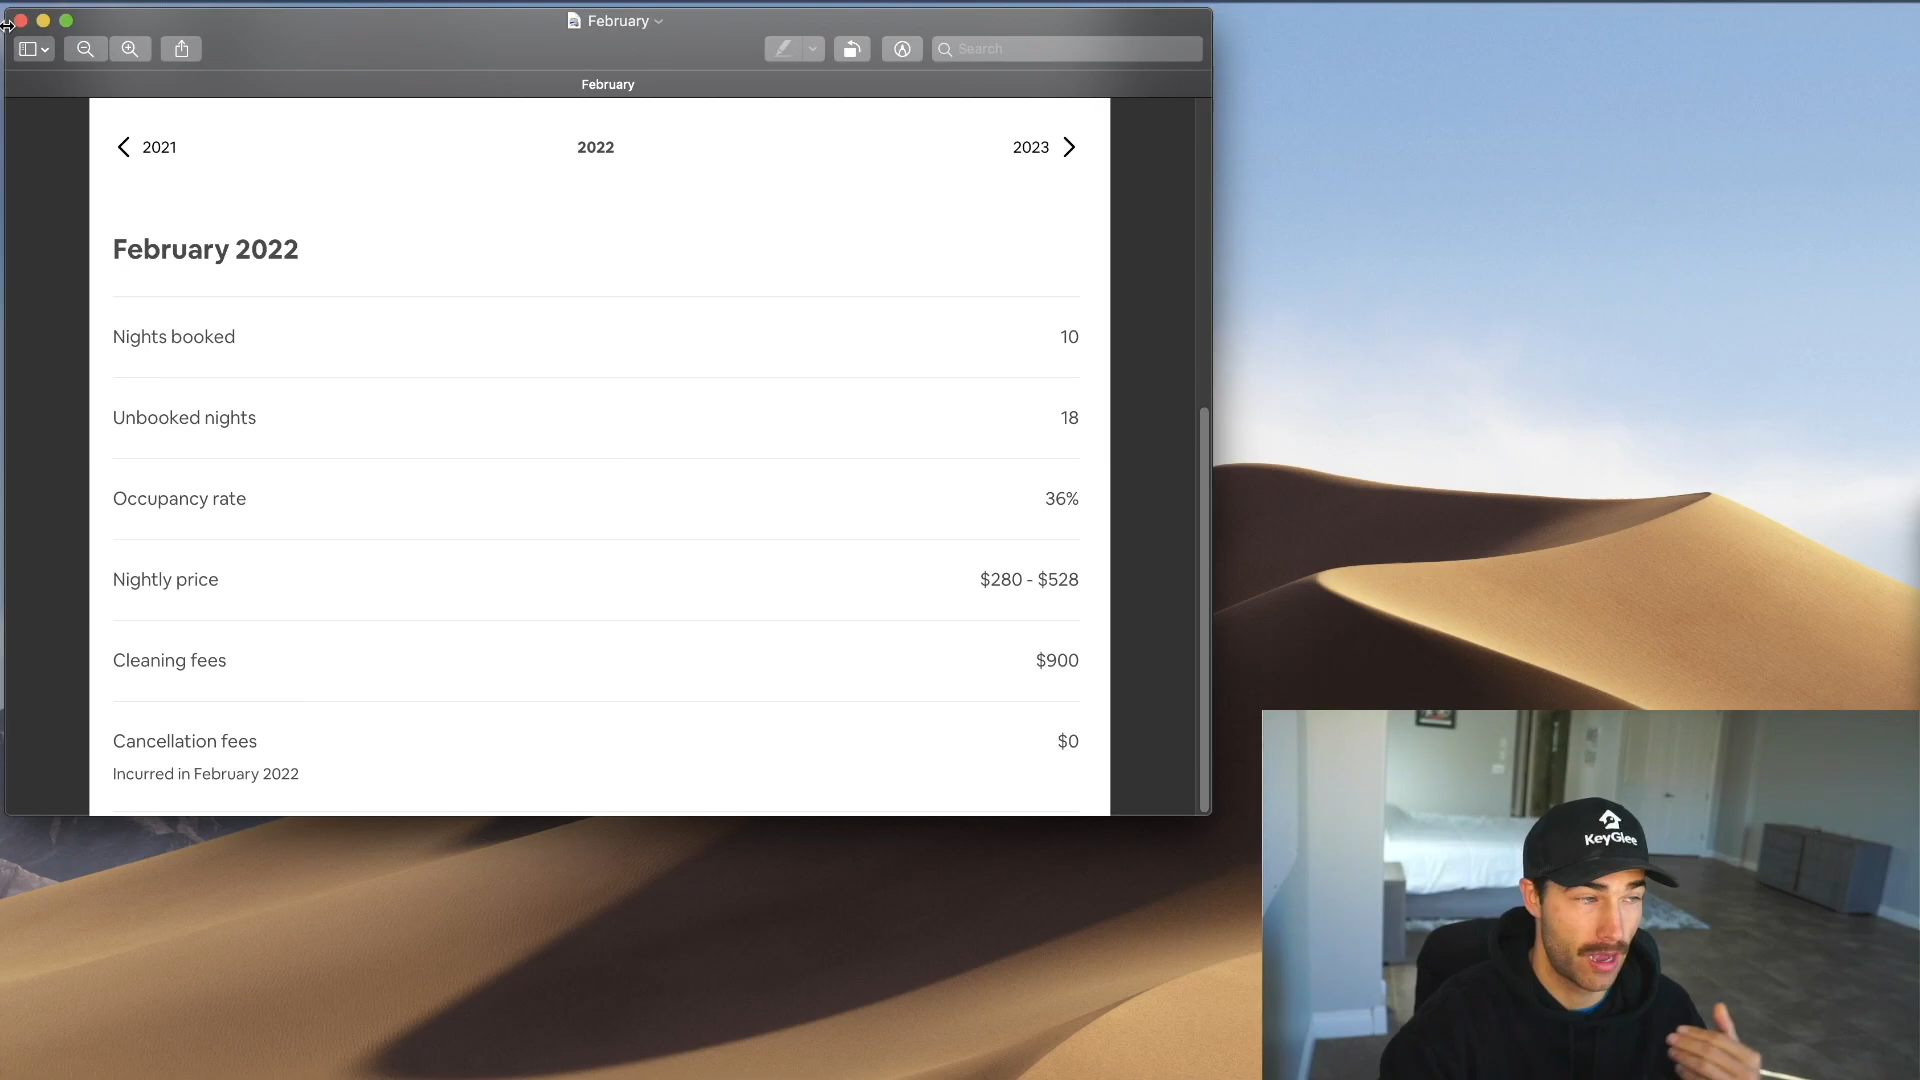 February
Search
February
2021
2022
2023
February 2022
Nights booked
10
Unbooked nights
18
Occupancy rate
36%
Nightly price
$280 - $528
Cleaning fees
$900
Cancellation fees
$0
Incurred in February 2022
KeyGlee